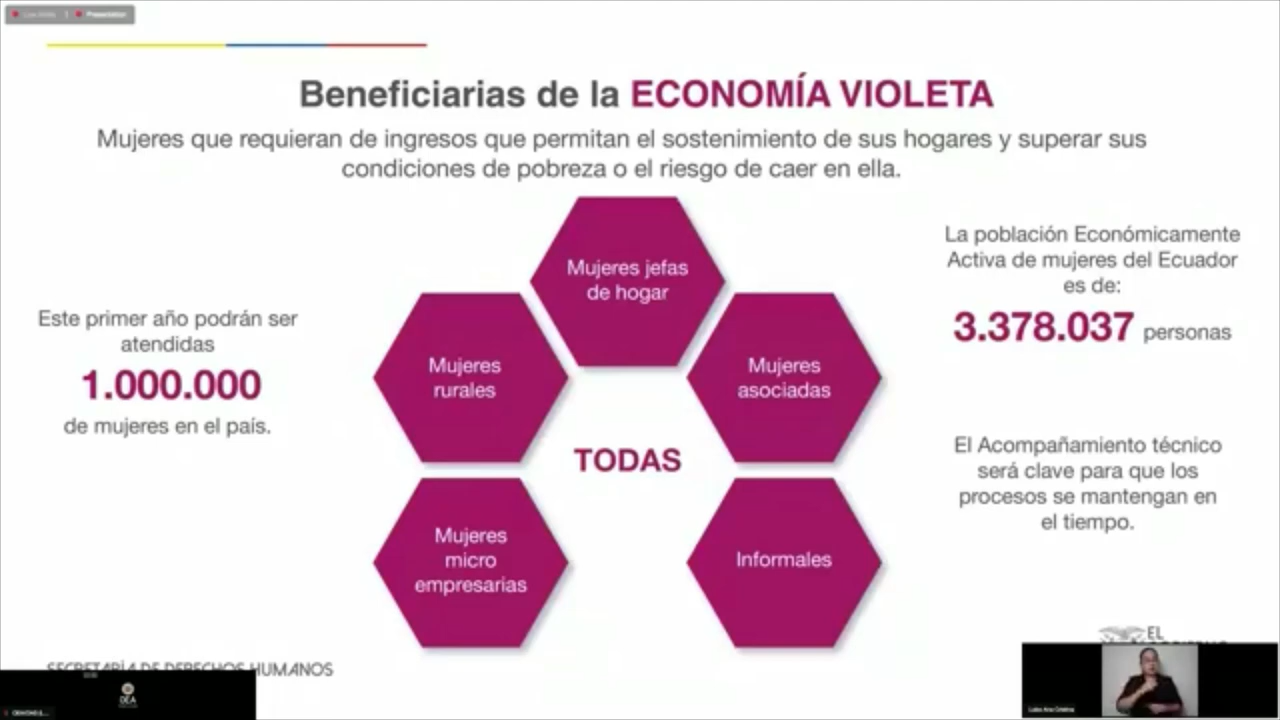 Presentation
Beneficiarias de la ECONOMÍA VIOLETA
Mujeres que requieran de ingresos que permitan el sostenimiento de sus hogares y superar sus
condiciones de pobreza o el riesgo de caer en ella.
Mujeres jefas
de hogar
Mujeres
rurales
Mujeres
asociadas
TODAS
Mujeres
micro
empresarias
Informales
Este primer año podrán ser
atendidas
1.000.000
de mujeres en el país.
La población Económicamente
Activa de mujeres del Ecuador
es de:
3.378.037 personas
El Acompañamiento técnico
será clave para que los
procesos se mantengan en
el tiempo.
SECRETARÍA DE DERECHOS HUMANOS
EL
OEA